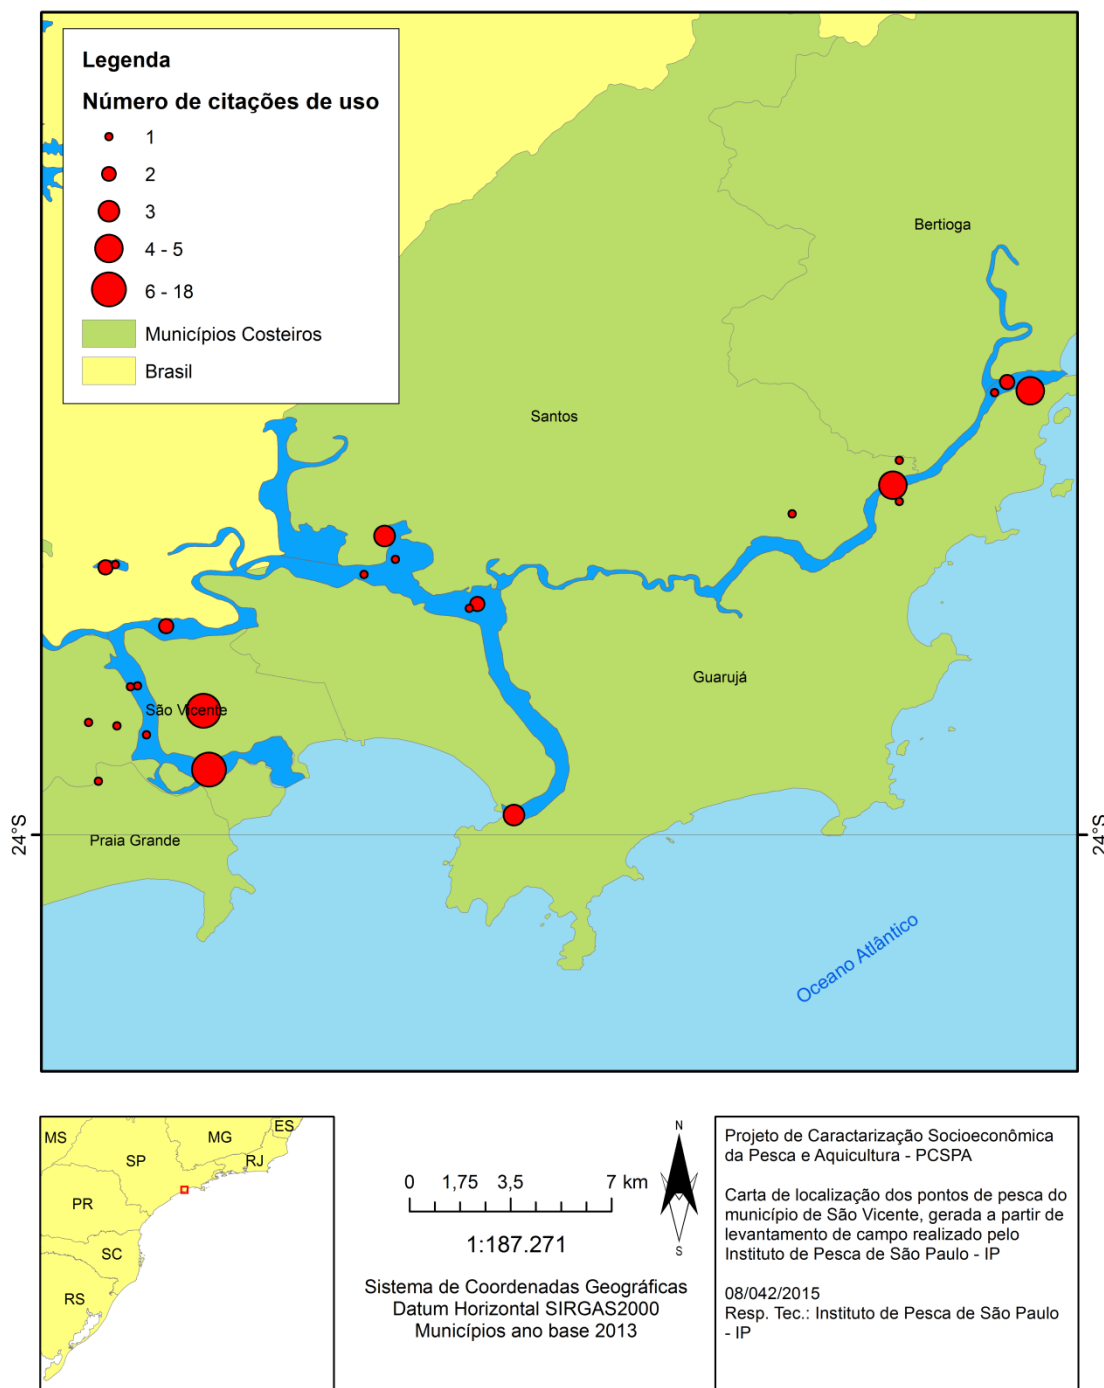 Legenda
Número de citações de uso
1
2
3
4 - 5
6 - 18
Municípios Costeiros
Brasil
Bertioga
Santos
Guarujá
São Vicente
Praia Grande
24°S
24°S
Oceano Atlântico
MS
MG
ES
SP
RJ
PR
SC
RS
0 1,75 3,5 7 km
1:187.271
Sistema de Coordenadas Geográficas
Datum Horizontal SIRGAS2000
Municípios ano base 2013
N
S
Projeto de Caractarização Socioeconômica
da Pesca e Aquicultura - PCSPA
Carta de localização dos pontos de pesca do
município de São Vicente, gerada a partir de
levantamento de campo realizado pelo
Instituto de Pesca de São Paulo - IP
08/042/2015
Resp. Tec.: Instituto de Pesca de São Paulo
- IP